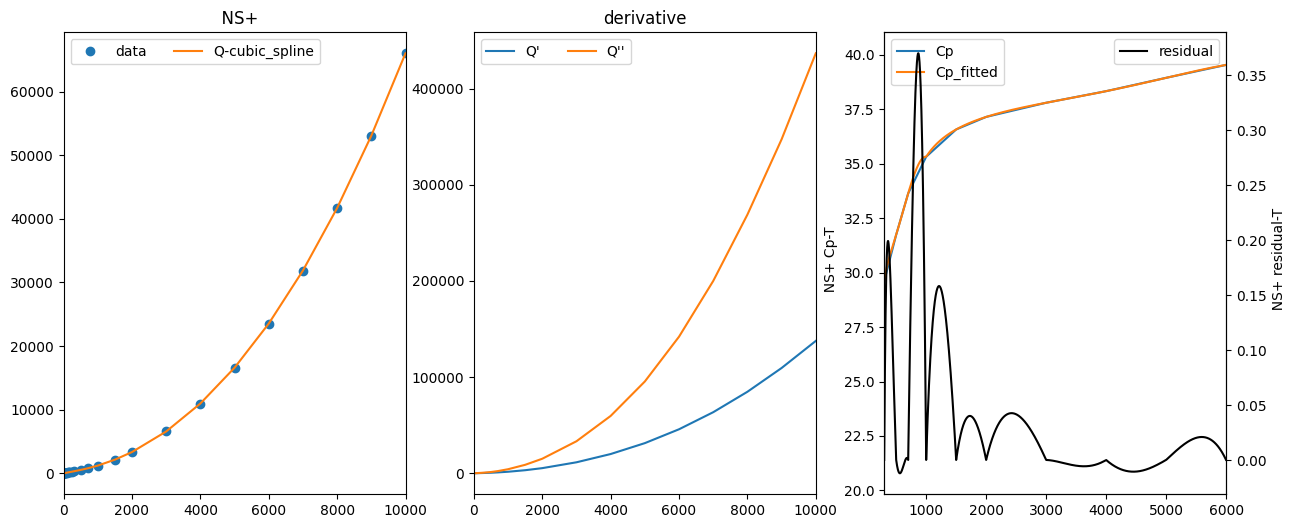 NS+
data
Q-cubic_spline
60000
50000
40000
30000
20000
10000
0
0 2000 4000 6000 8000 10000
derivative
Q'
Q''
400000
300000
200000
100000
0
0 2000 4000 6000 8000 10000
Cp
Cp_fitted
residual
NS+ Cp-T
40.0
37.5
35.0
32.5
30.0
27.5
25.0
22.5
20.0
1000 2000 3000 4000 5000 6000
0.35
0.30
0.25
0.20
0.15
0.10
0.05
0.00
NS+ residual-T